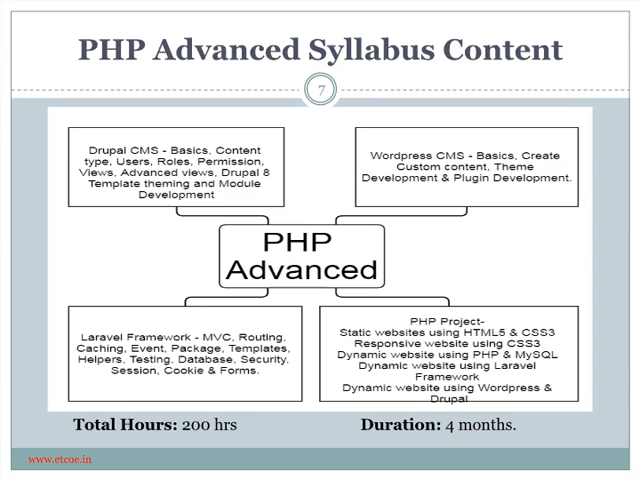 PHP Advanced Syllabus Content
7
Drupal CMS - Basics, Content
type, Users, Roles, Permission,
Views, Advanced views, Drupal 8
Template theming and Module
Development
Wordpress CMS - Basics, Create
Custom content, Theme
Development & Plugin Development.
PHP
Advanced
Laravel Framework - MVC, Routing,
Caching, Event, Package, Templates,
Helpers, Testing, Database, Security,
Session, Cookie & Forms.
PHP Project-
Static websites using HTML5 & CSS3
Responsive website using CSS3
Dynamic website using PHP & MySQL
Dynamic website using Laravel
Framework
Dynamic website using Wordpress &
Drupal
Total Hours: 200 hrs
Duration: 4 months.
www.etcoe.in